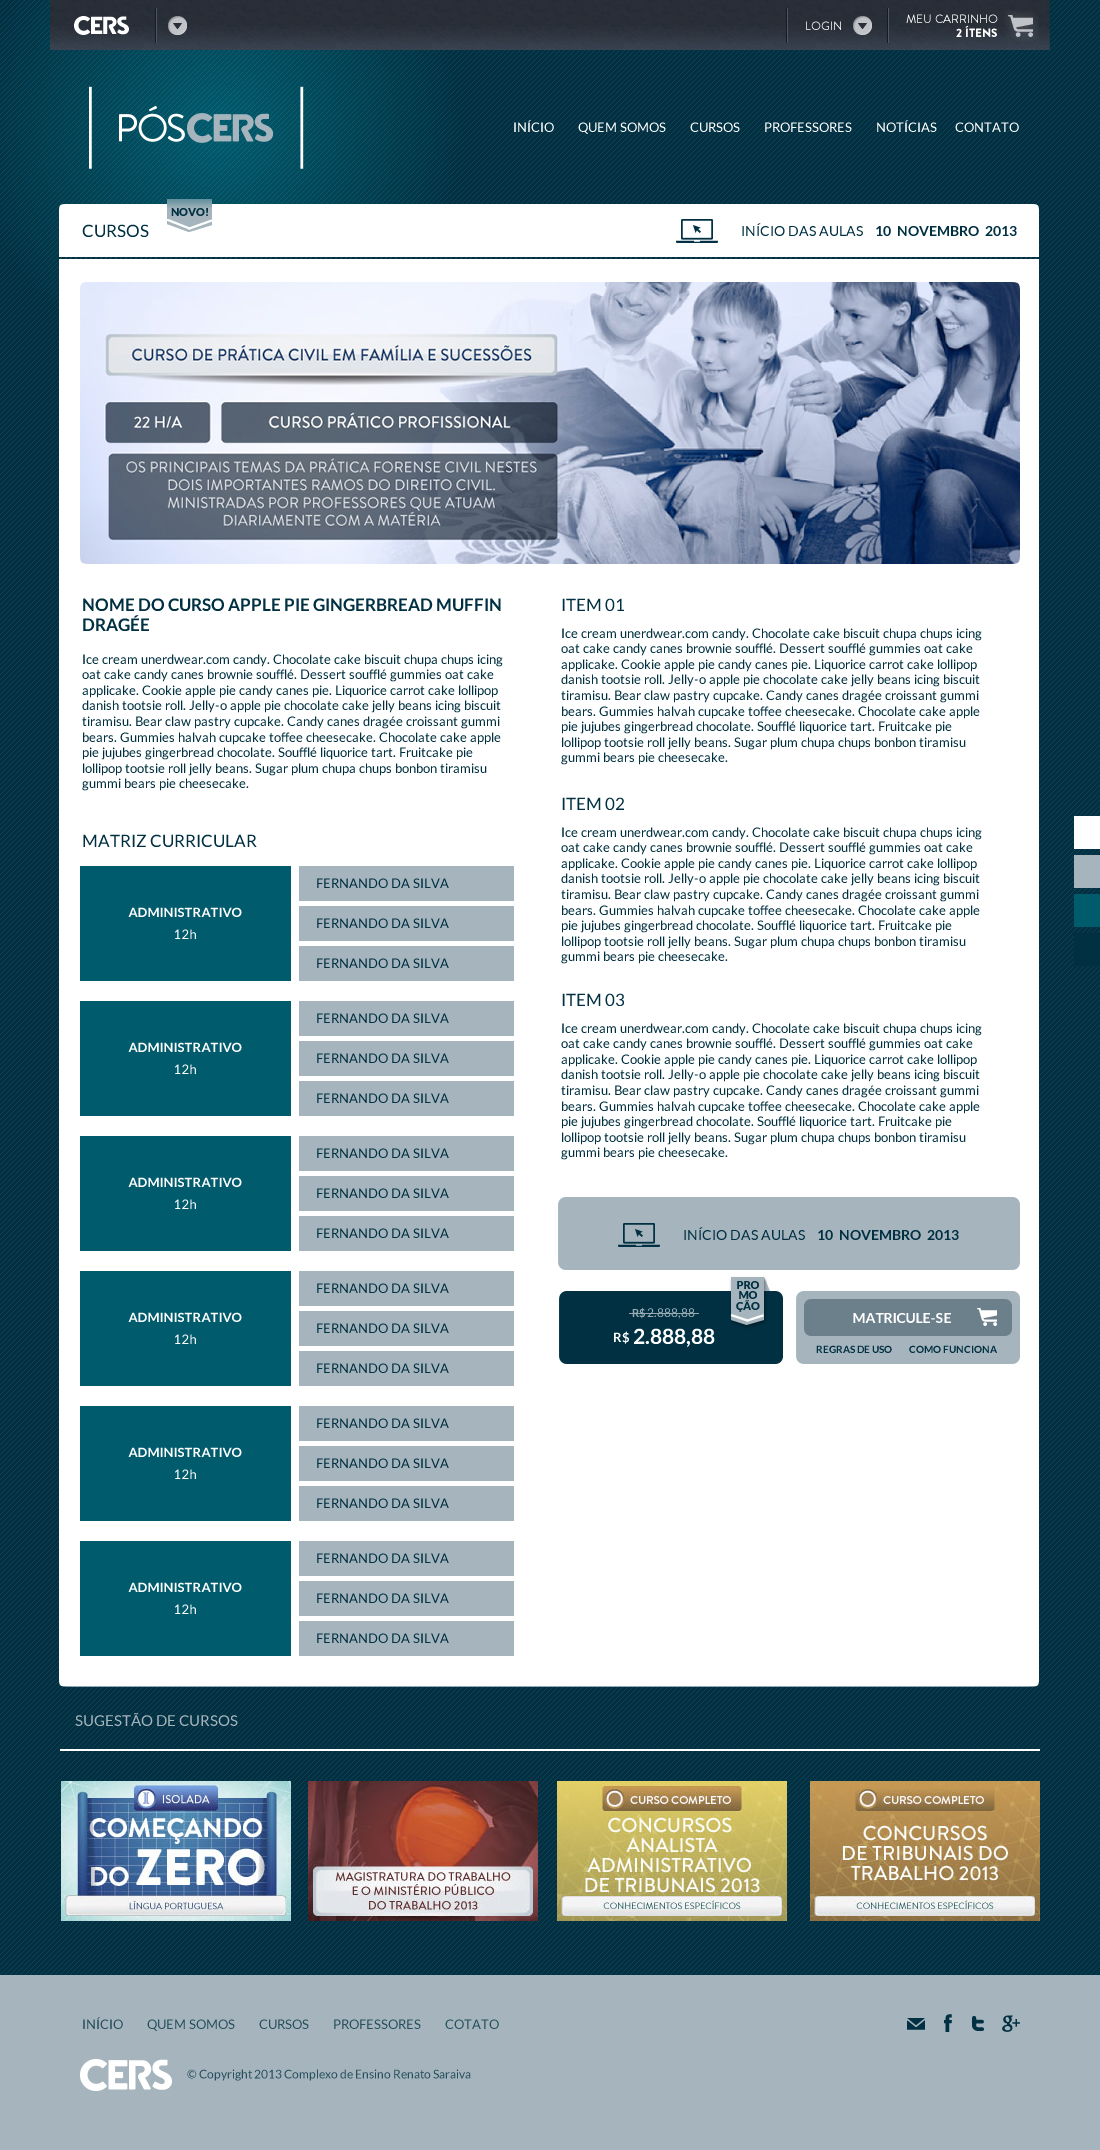 CERS
LOGIN
MEU CARRINHO
2 ÍTENS
PÓSCERS
INÍCIO QUEM SOMOS CURSOS PROFESSORES NOTÍCIAS CONTATO
CURSOS
NOVO!
INÍCIO DAS AULAS 10 NOVEMBRO 2013
CURSO DE PRÁTICA CIVIL EM FAMÍLIA E SUCESSÕES
22 H/A
CURSO PRÁTICO PROFISSIONAL
OS PRINCIPAIS TEMAS DA PRÁTICA FORENSE CIVIL NESTES
DOIS IMPORTANTES RAMOS DO DIREITO CIVIL.
MINISTRADAS POR PROFESSORES QUE ATUAM
DIARIAMENTE COM A MATÉRIA
NOME DO CURSO APPLE PIE GINGERBREAD MUFFIN
DRAGÉE
Ice cream unerdwear.com candy. Chocolate cake biscuit chupa chups icing
oat cake candy canes brownie soufflé. Dessert soufflé gummies oat cake
applicake. Cookie apple pie candy canes pie. Liquorice carrot cake lollipop
danish tootsie roll. Jelly-o apple pie chocolate cake jelly beans icing biscuit
tiramisu. Bear claw pastry cupcake. Candy canes dragée croissant gummi
bears. Gummies halvah cupcake toffee cheesecake. Chocolate cake apple
pie jujubes gingerbread chocolate. Soufflé liquorice tart. Fruitcake pie
lollipop tootsie roll jelly beans. Sugar plum chupa chups bonbon tiramisu
gummi bears pie cheesecake.
MATRIZ CURRICULAR
ADMINISTRATIVO
12h
FERNANDO DA SILVA
FERNANDO DA SILVA
FERNANDO DA SILVA
ADMINISTRATIVO
12h
FERNANDO DA SILVA
FERNANDO DA SILVA
FERNANDO DA SILVA
ADMINISTRATIVO
12h
FERNANDO DA SILVA
FERNANDO DA SILVA
FERNANDO DA SILVA
ADMINISTRATIVO
12h
FERNANDO DA SILVA
FERNANDO DA SILVA
FERNANDO DA SILVA
ADMINISTRATIVO
12h
FERNANDO DA SILVA
FERNANDO DA SILVA
FERNANDO DA SILVA
ADMINISTRATIVO
12h
FERNANDO DA SILVA
FERNANDO DA SILVA
FERNANDO DA SILVA
ITEM 01
Ice cream unerdwear.com candy. Chocolate cake biscuit chupa chups icing
oat cake candy canes brownie soufflé. Dessert soufflé gummies oat cake
applicake. Cookie apple pie candy canes pie. Liquorice carrot cake lollipop
danish tootsie roll. Jelly-o apple pie chocolate cake jelly beans icing biscuit
tiramisu. Bear claw pastry cupcake. Candy canes dragée croissant gummi
bears. Gummies halvah cupcake toffee cheesecake. Chocolate cake apple
pie jujubes gingerbread chocolate. Soufflé liquorice tart. Fruitcake pie
lollipop tootsie roll jelly beans. Sugar plum chupa chups bonbon tiramisu
gummi bears pie cheesecake.
ITEM 02
Ice cream unerdwear.com candy. Chocolate cake biscuit chupa chups icing
oat cake candy canes brownie soufflé. Dessert soufflé gummies oat cake
applicake. Cookie apple pie candy canes pie. Liquorice carrot cake lollipop
danish tootsie roll. Jelly-o apple pie chocolate cake jelly beans icing biscuit
tiramisu. Bear claw pastry cupcake. Candy canes dragée croissant gummi
bears. Gummies halvah cupcake toffee cheesecake. Chocolate cake apple
pie jujubes gingerbread chocolate. Soufflé liquorice tart. Fruitcake pie
lollipop tootsie roll jelly beans. Sugar plum chupa chups bonbon tiramisu
gummi bears pie cheesecake.
ITEM 03
Ice cream unerdwear.com candy. Chocolate cake biscuit chupa chups icing
oat cake candy canes brownie soufflé. Dessert soufflé gummies oat cake
applicake. Cookie apple pie candy canes pie. Liquorice carrot cake lollipop
danish tootsie roll. Jelly-o apple pie chocolate cake jelly beans icing biscuit
tiramisu. Bear claw pastry cupcake. Candy canes dragée croissant gummi
bears. Gummies halvah cupcake toffee cheesecake. Chocolate cake apple
pie jujubes gingerbread chocolate. Soufflé liquorice tart. Fruitcake pie
lollipop tootsie roll jelly beans. Sugar plum chupa chups bonbon tiramisu
gummi bears pie cheesecake.
INÍCIO DAS AULAS 10 NOVEMBRO 2013
PRO
MO
ÇÃO
R$ 2.888,88
R$ 2.888,88
MATRICULE-SE
REGRAS DE USO COMO FUNCIONA
SUGESTÃO DE CURSOS
I ISOLADA
COMEÇANDO
DO ZERO
LÍNGUA PORTUGUESA
MAGISTRATURA DO TRABALHO
E O MINISTÉRIO PÚBLICO
DO TRABALHO 2013
CURSO COMPLETO
CONCURSOS
ANALISTA
ADMINISTRATIVO
DE TRIBUNAIS 2013
CONHECIMENTOS ESPECÍFICOS
CURSO COMPLETO
CONCURSOS
DE TRIBUNAIS DO
TRABALHO 2013
CONHECIMENTOS ESPECÍFICOS
INÍCIO QUEM SOMOS CURSOS PROFESSORES COTATO
CERS
© Copyright 2013 Complexo de Ensino Renato Saraiva